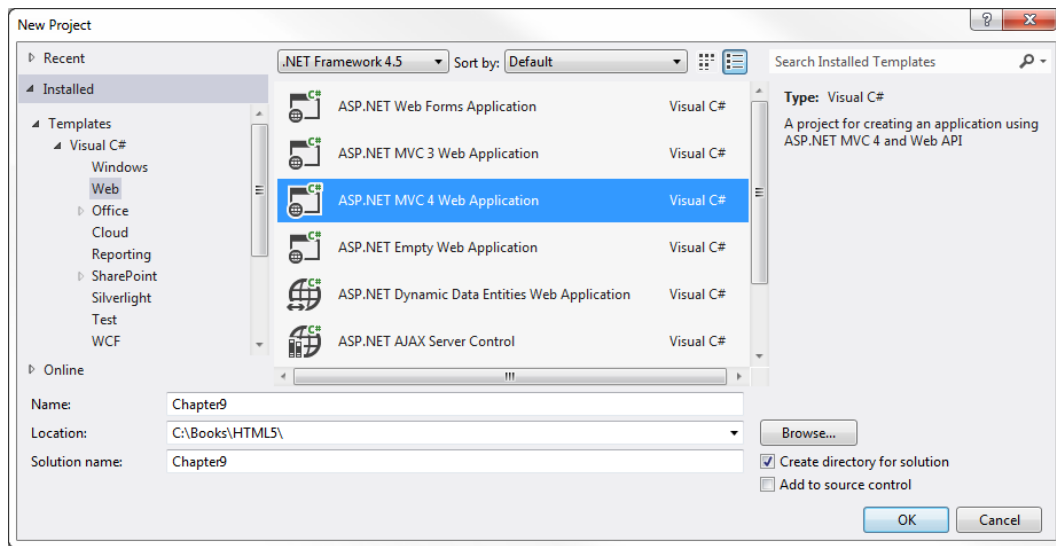 New Project
Recent
Installed
Templates
Visual C#
Windows
Web
Office
Cloud
Reporting
SharePoint
Silverlight
Test
WCF
Online
.NET Framework 4.5 Sort by: Default
C# ASP.NET Web Forms Application Visual C#
C# ASP.NET MVC 3 Web Application Visual C#
C# ASP.NET MVC 4 Web Application Visual C#
C# ASP.NET Empty Web Application Visual C#
C# ASP.NET Dynamic Data Entities Web Application Visual C#
C# ASP.NET AJAX Server Control Visual C#
Search Installed Templates
Type: Visual C#
A project for creating an application using
ASP.NET MVC 4 and Web API
Name: Chapter9
Location: C:\Books\HTML5\ Browse...
Solution name: Chapter9
Create directory for solution
Add to source control
OK Cancel